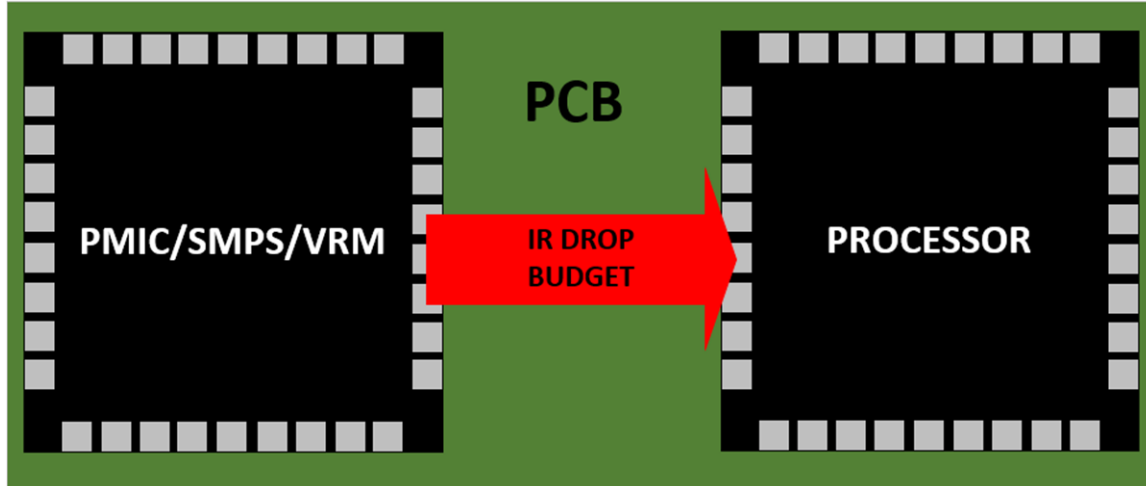 PCB
PMIC/SMPS/VRM
IR DROP
BUDGET
PROCESSOR